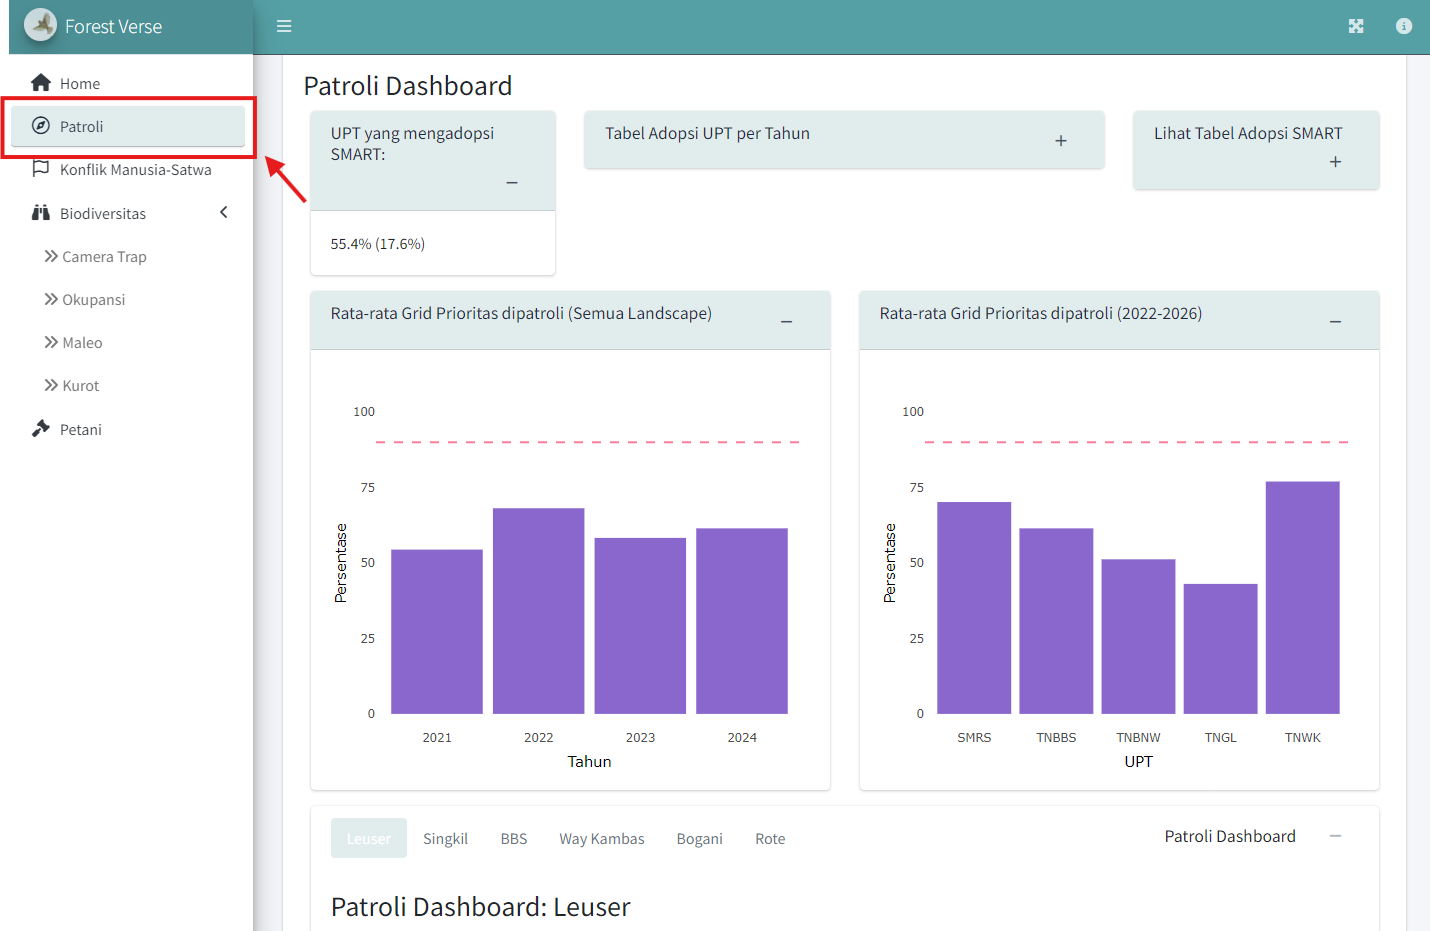 Forest Verse
Home
Patroli
Konflik Manusia-Satwa
Biodiversitas
Camera Trap
Okupansi
Maleo
Kurot
Petani
Patroli Dashboard
UPT yang mengadopsi
SMART:
55.4% (17.6%)
Tabel Adopsi UPT per Tahun
Lihat Tabel Adopsi SMART
Rata-rata Grid Prioritas dipatroli (Semua Landscape)
100
75
50
25
0
Persentase
2021 2022 2023 2024
Tahun
Rata-rata Grid Prioritas dipatroli (2022-2026)
100
75
50
25
0
Persentase
SMRS TNBBS TNBNW TNGL TNWK
UPT
Leuser Singkil BBS Way Kambas Bogani Rote
Patroli Dashboard
Patroli Dashboard: Leuser